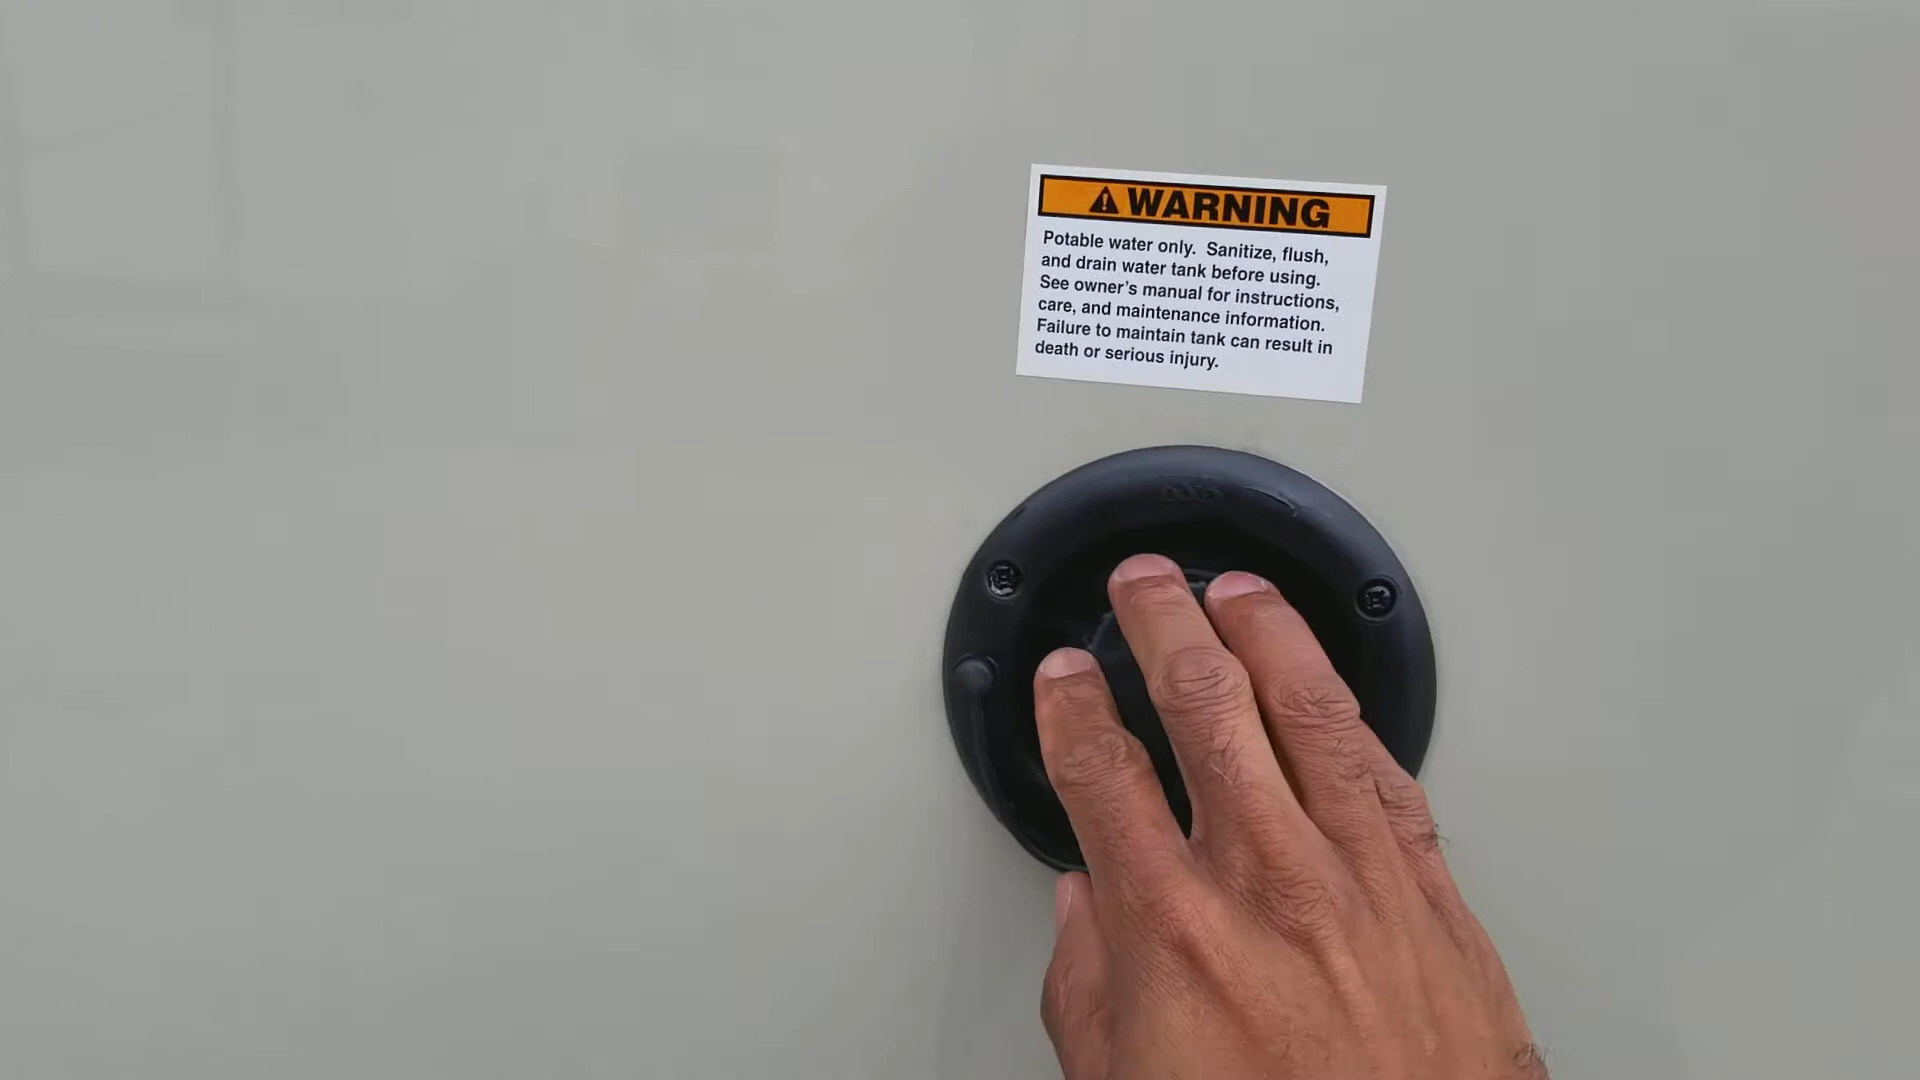 WARNING
Potable water only. Sanitize, flush,
and drain water tank before using.
See owner's manual for instructions,
care, and maintenance information.
Failure to maintain tank can result in
death or serious injury.